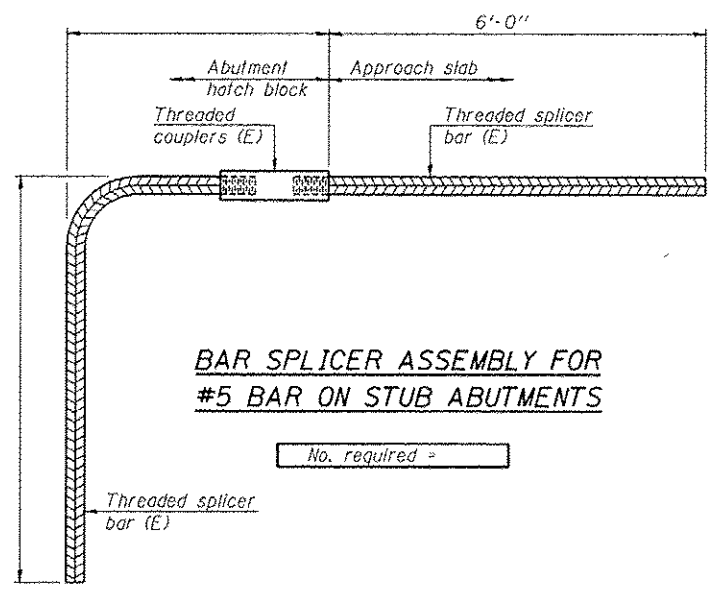 6'-0"
Abutment
hatch block
Approach slab
Threaded
couplers (E)
Threaded splicer
bar (E)
BAR SPLICER ASSEMBLY FOR
#5 BAR ON STUB ABUTMENTS
No. required =
Threaded splicer
bar (E)